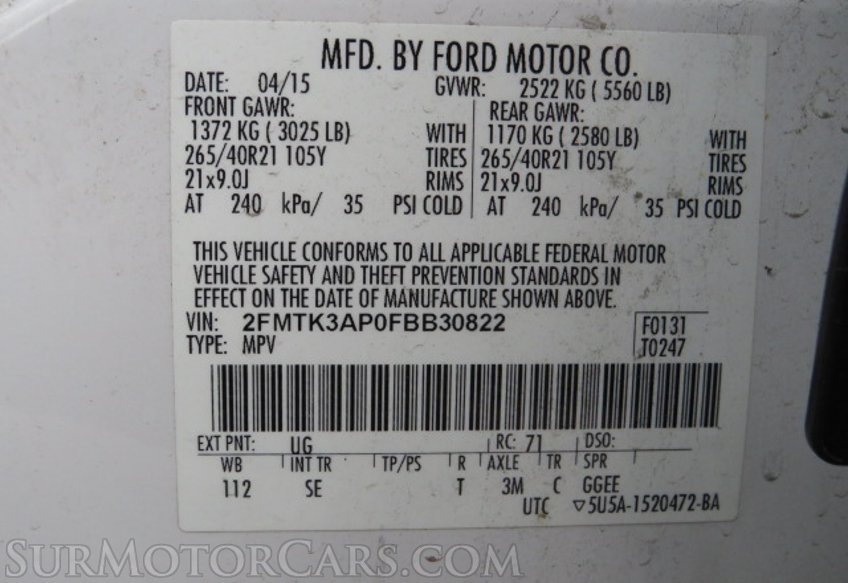 MFD. BY FORD MOTOR CO.
DATE: 04/15 GVWR: 2522 KG ( 5560 LB)
FRONT GAWR: REAR GAWR:
1372 KG ( 3025 LB) WITH 1170 KG ( 2580 LB) WITH
265/40R21 105Y TIRES 265/40R21 105Y TIRES
21x9.0J RIMS 21x9.0J RIMS
AT 240 kPa/ 35 PSI COLD AT 240 kPa/ 35 PSI COLD
THIS VEHICLE CONFORMS TO ALL APPLICABLE FEDERAL MOTOR
VEHICLE SAFETY AND THEFT PREVENTION STANDARDS IN
EFFECT ON THE DATE OF MANUFACTURE SHOWN ABOVE.
VIN: 2FMTK3AP0FBB30822 F0131
TYPE: MPV T0247
EXT PNT: UG RC: 71 DSO:
WB INT TR TP/PS R AXLE TR SPR
112 SE T 3M C GGEE
UTC ▽5U5A-1520472-BA
SURMOTORCARS.COM